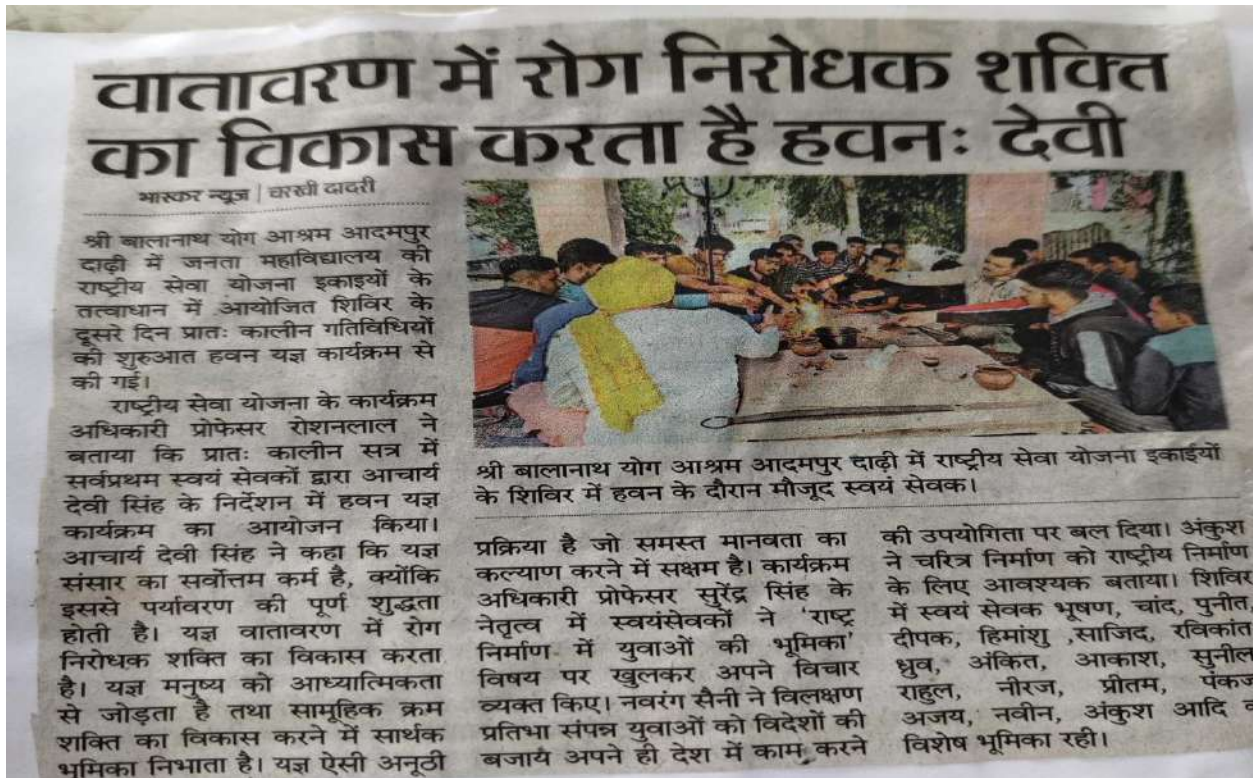 वातावरण में रोग निरोधक शक्ति
का विकास करता है हवनः देवी
भास्कर न्यूज | चरखी दादरी
श्री बालानाथ योग आश्रम आदमपुर
दाढ़ी में जनता महाविद्यालय की
राष्ट्रीय सेवा योजना इकाइयों के
तत्वाधान में आयोजित शिविर के
दूसरे दिन प्रातः कालीन गतिविधियों
की शुरुआत हवन यज्ञ कार्यक्रम से
की गई।
राष्ट्रीय सेवा योजना के कार्यक्रम
अधिकारी प्रोफेसर रोशनलाल ने
बताया कि प्रातः कालीन सत्र में
सर्वप्रथम स्वयं सेवकों द्वारा आचार्य
देवी सिंह के निर्देशन में हवन यज्ञ
कार्यक्रम का आयोजन किया।
आचार्य देवी सिंह ने कहा कि यज्ञ
संसार का सर्वोत्तम कर्म है, क्योंकि
इससे पर्यावरण की पूर्ण शुद्धता
होती है। यज्ञ वातावरण में रोग
निरोधक शक्ति का विकास करता
है। यज्ञ मनुष्य को आध्यात्मिकता
से जोड़ता है तथा सामूहिक क्रम
शक्ति का विकास करने में सार्थक
भूमिका निभाता है। यज्ञ ऐसी अनूठी
श्री बालानाथ योग आश्रम आदमपुर दाढ़ी में राष्ट्रीय सेवा योजना इकाईयों
के शिविर में हवन के दौरान मौजूद स्वयं सेवक।
प्रक्रिया है जो समस्त मानवता का
कल्याण करने में सक्षम है। कार्यक्रम
अधिकारी प्रोफेसर सुरेंद्र सिंह के
नेतृत्व में स्वयंसेवकों ने 'राष्ट्र
निर्माण में युवाओं की भूमिका'
विषय पर खुलकर अपने विचार
व्यक्त किए। नवरंग सैनी ने विलक्षण
प्रतिभा संपन्न युवाओं को विदेशों की
बजाय अपने ही देश में काम करने
की उपयोगिता पर बल दिया। अंकुश
ने चरित्र निर्माण को राष्ट्रीय निर्माण
के लिए आवश्यक बताया। शिविर
में स्वयं सेवक भूषण, चांद, पुनीत,
दीपक, हिमांशु ,साजिद, रविकांत,
ध्रुव, अंकित, आकाश, सुनील,
राहुल, नीरज, प्रीतम, पंकज,
अजय, नवीन, अंकुश आदि
विशेष भूमिका रही।